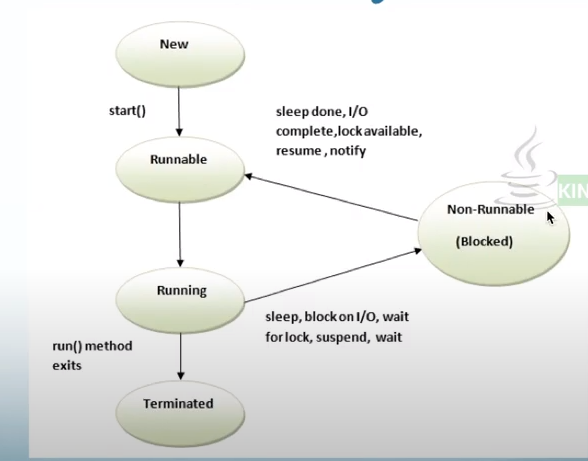 New
start()
sleep done, I/O
complete,lock available,
resume , notify
Runnable
KIN
Non-Runnable
(Blocked)
Running
sleep, block on I/O, wait
for lock, suspend, wait
run() method
exits
Terminated